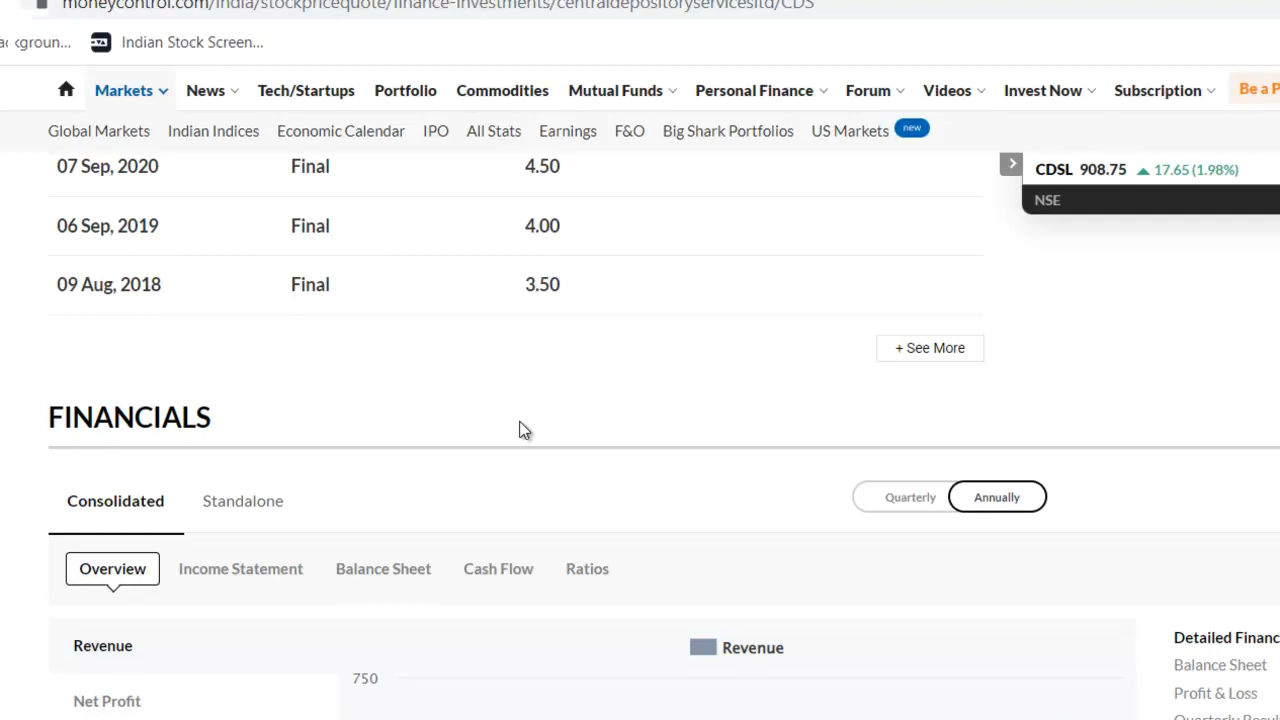 moneycontrol.com/india/stockpricequote/finance-investments/centraldepositoryservicesltd/CDS
Indian Stock Screen...
Markets News Tech/Startups Portfolio Commodities Mutual Funds Personal Finance Forum Videos Invest Now Subscription Be a P
Global Markets Indian Indices Economic Calendar IPO All Stats Earnings F&O Big Shark Portfolios US Markets new
07 Sep, 2020 Final 4.50
CDSL 908.75 17.65 (1.98%)
NSE
06 Sep, 2019 Final 4.00
09 Aug, 2018 Final 3.50
+ See More
FINANCIALS
Consolidated Standalone Quarterly Annually
Overview Income Statement Balance Sheet Cash Flow Ratios
Revenue
Revenue
750
Net Profit
Detailed Financ
Balance Sheet
Profit & Loss